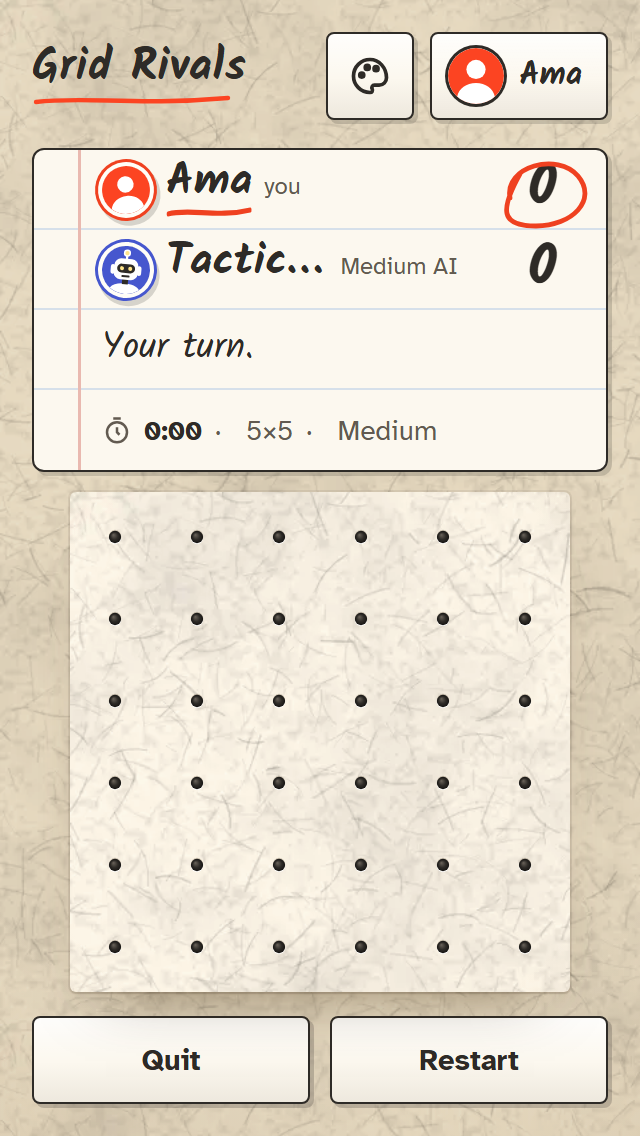 Grid Rivals
Ama
Ama you 0
Tactic... Medium AI 0
Your turn.
0:00 · 5×5 · Medium
Quit
Restart